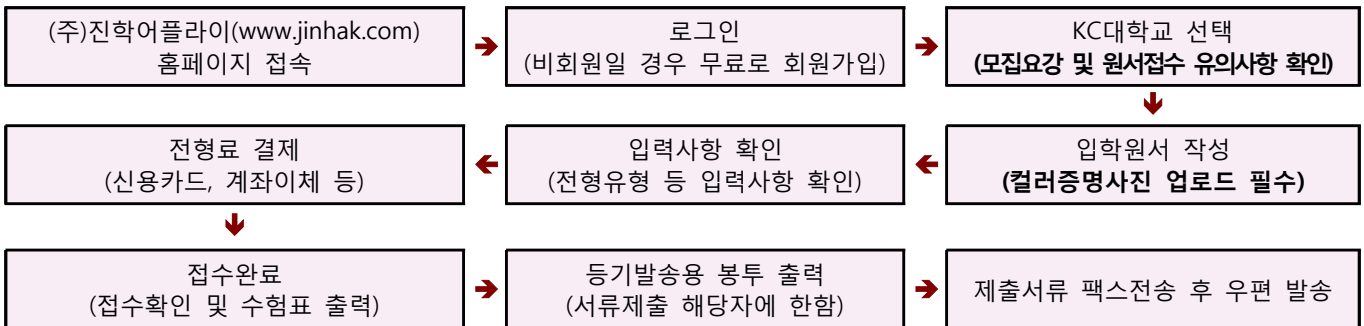 (주)진학어플라이(www.jinhak.com)
홈페이지 접속
로그인
(비회원일 경우 무료로 회원가입)
KC대학교 선택
(모집요강 및 원서접수 유의사항 확인)
입학원서 작성
(컬러증명사진 업로드 필수)
입력사항 확인
(전형유형 등 입력사항 확인)
전형료 결제
(신용카드, 계좌이체 등)
접수완료
(접수확인 및 수험표 출력)
등기발송용 봉투 출력
(서류제출 해당자에 한함)
제출서류 팩스전송 후 우편 발송